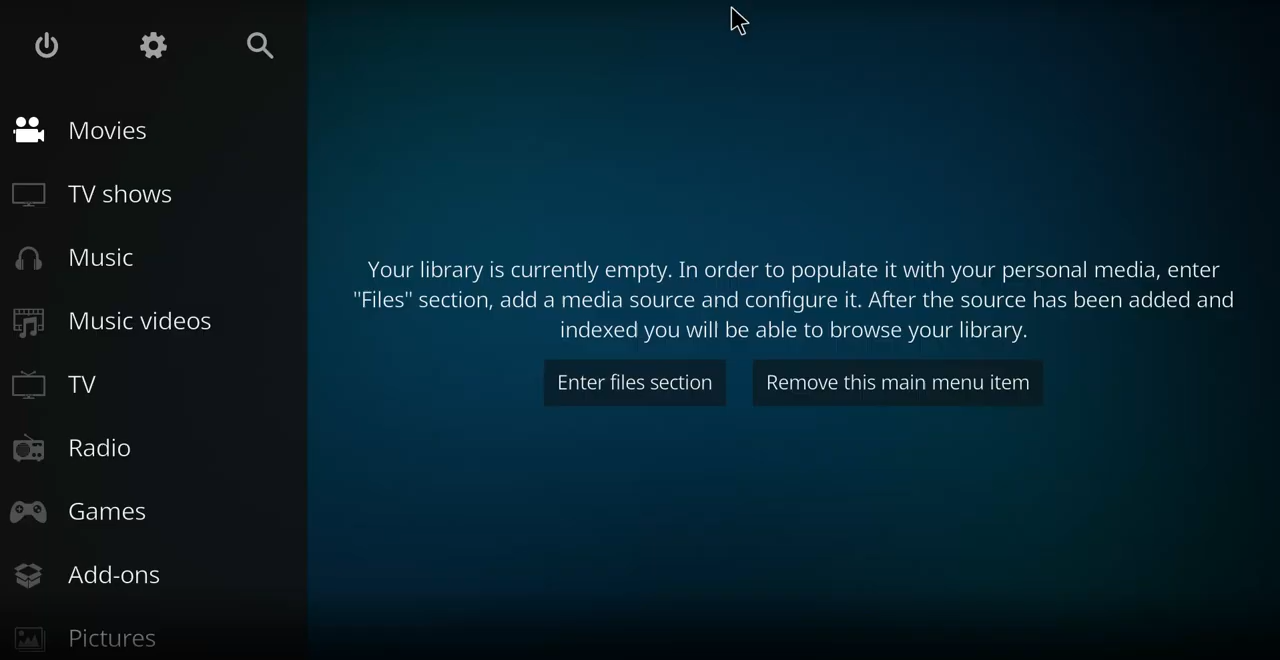 Movies
TV shows
Music
Music videos
TV
Radio
Games
Add-ons
Pictures
Your library is currently empty. In order to populate it with your personal media, enter
"Files" section, add a media source and configure it. After the source has been added and
indexed you will be able to browse your library.
Enter files section
Remove this main menu item